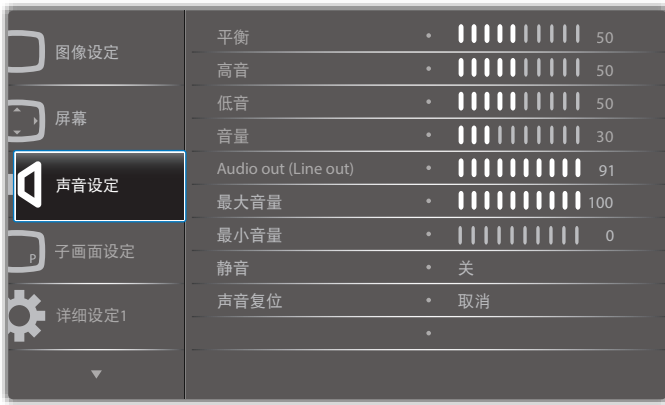 图像设定
屏幕
声音设定
P
子画面设定
详细设定1
平衡 50
高音 50
低音 50
音量 30
Audio out (Line out) 91
最大音量 100
最小音量 0
静音 关
声音复位 取消